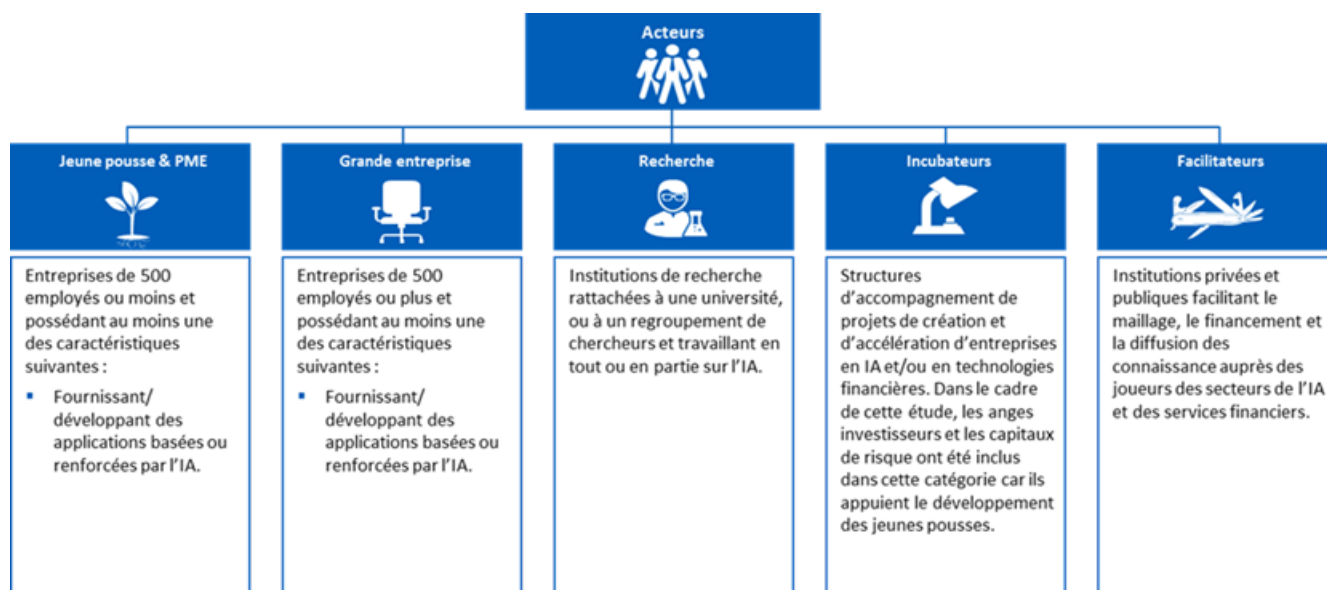 Acteurs
Jeune pousse & PME
Entreprises de 500
employés ou moins et
possédant au moins une
des caractéristiques
suivantes :
▪ Fournissant/
développant des
applications basées ou
renforcées par l'IA.
Grande entreprise
Entreprises de 500
employés ou plus et
possédant au moins une
des caractéristiques
suivantes :
▪ Fournissant/
développant des
applications basées ou
renforcées par l'IA.
Recherche
Institutions de recherche
rattachées à une université,
ou à un regroupement de
chercheurs et travaillant en
tout ou en partie sur l'IA.
Incubateurs
Structures
d'accompagnement de
projets de création et
d'accélération d'entreprises
en IA et/ou en technologies
financières. Dans le cadre
de cette étude, les anges
investisseurs et les capitaux
de risque ont été inclus
dans cette catégorie car ils
appuient le développement
des jeunes pousses.
Facilitateurs
Institutions privées et
publiques facilitant le
maillage, le financement et
la diffusion des
connaissance auprès des
joueurs des secteurs de l'IA
et des services financiers.